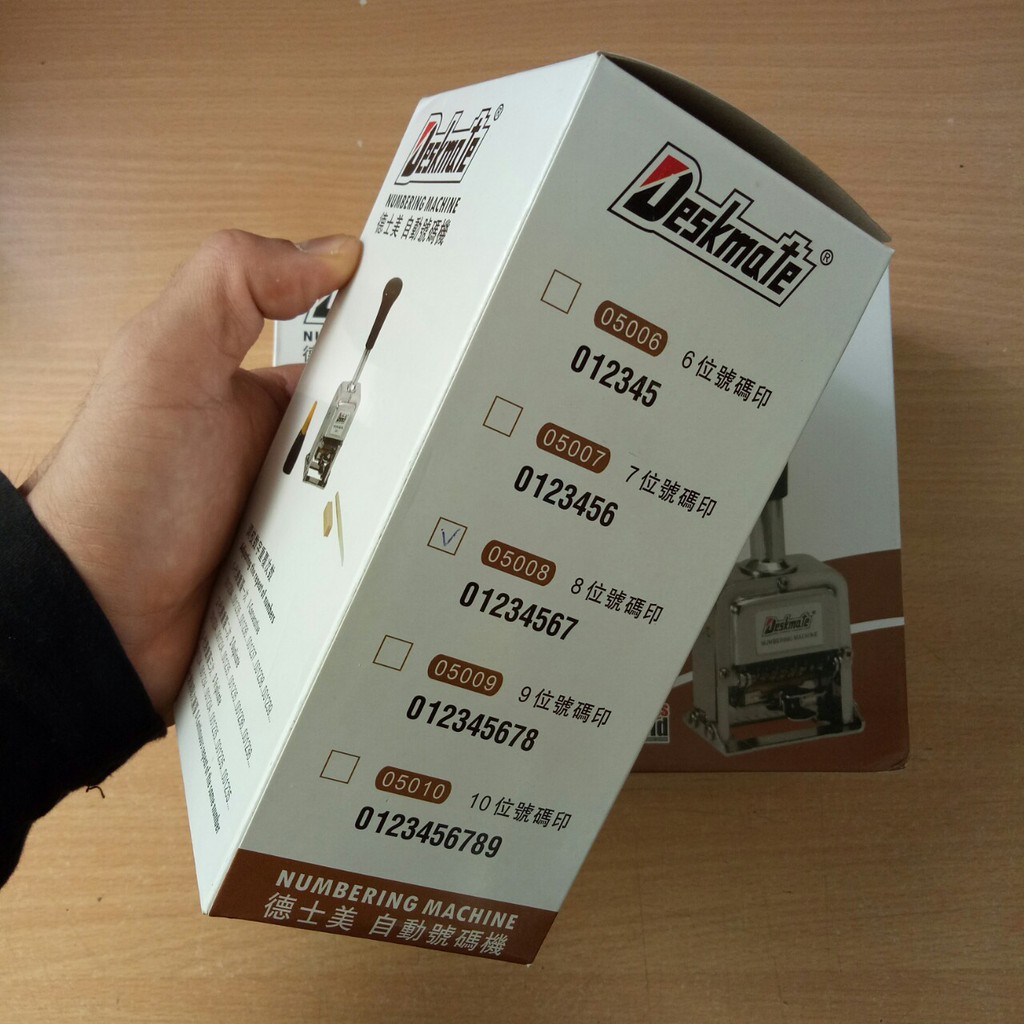 Deskmate®
NUMBERING MACHINE
德士美 自動號碼機
Deskmate®
05006 6位號碼印
012345
05007 7位號碼印
0123456
05008 8位號碼印
01234567
05009 9位號碼印
012345678
05010 10位號碼印
0123456789
NUMBERING MACHINE
德士美 自動號碼機
Deskmate
NUMBERING MACHINE